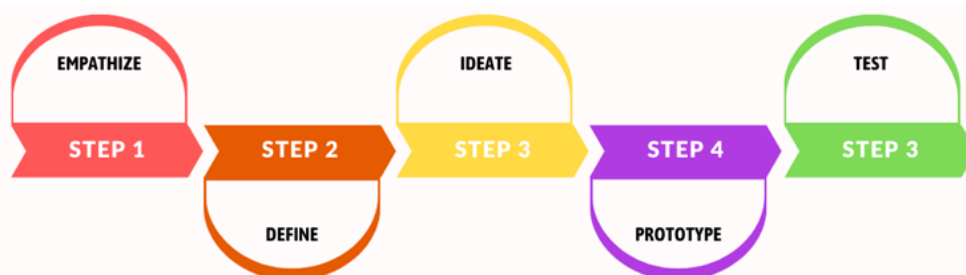 EMPATHIZE
STEP 1
STEP 2
DEFINE
IDEATE
STEP 3
STEP 4
PROTOTYPE
TEST
STEP 3